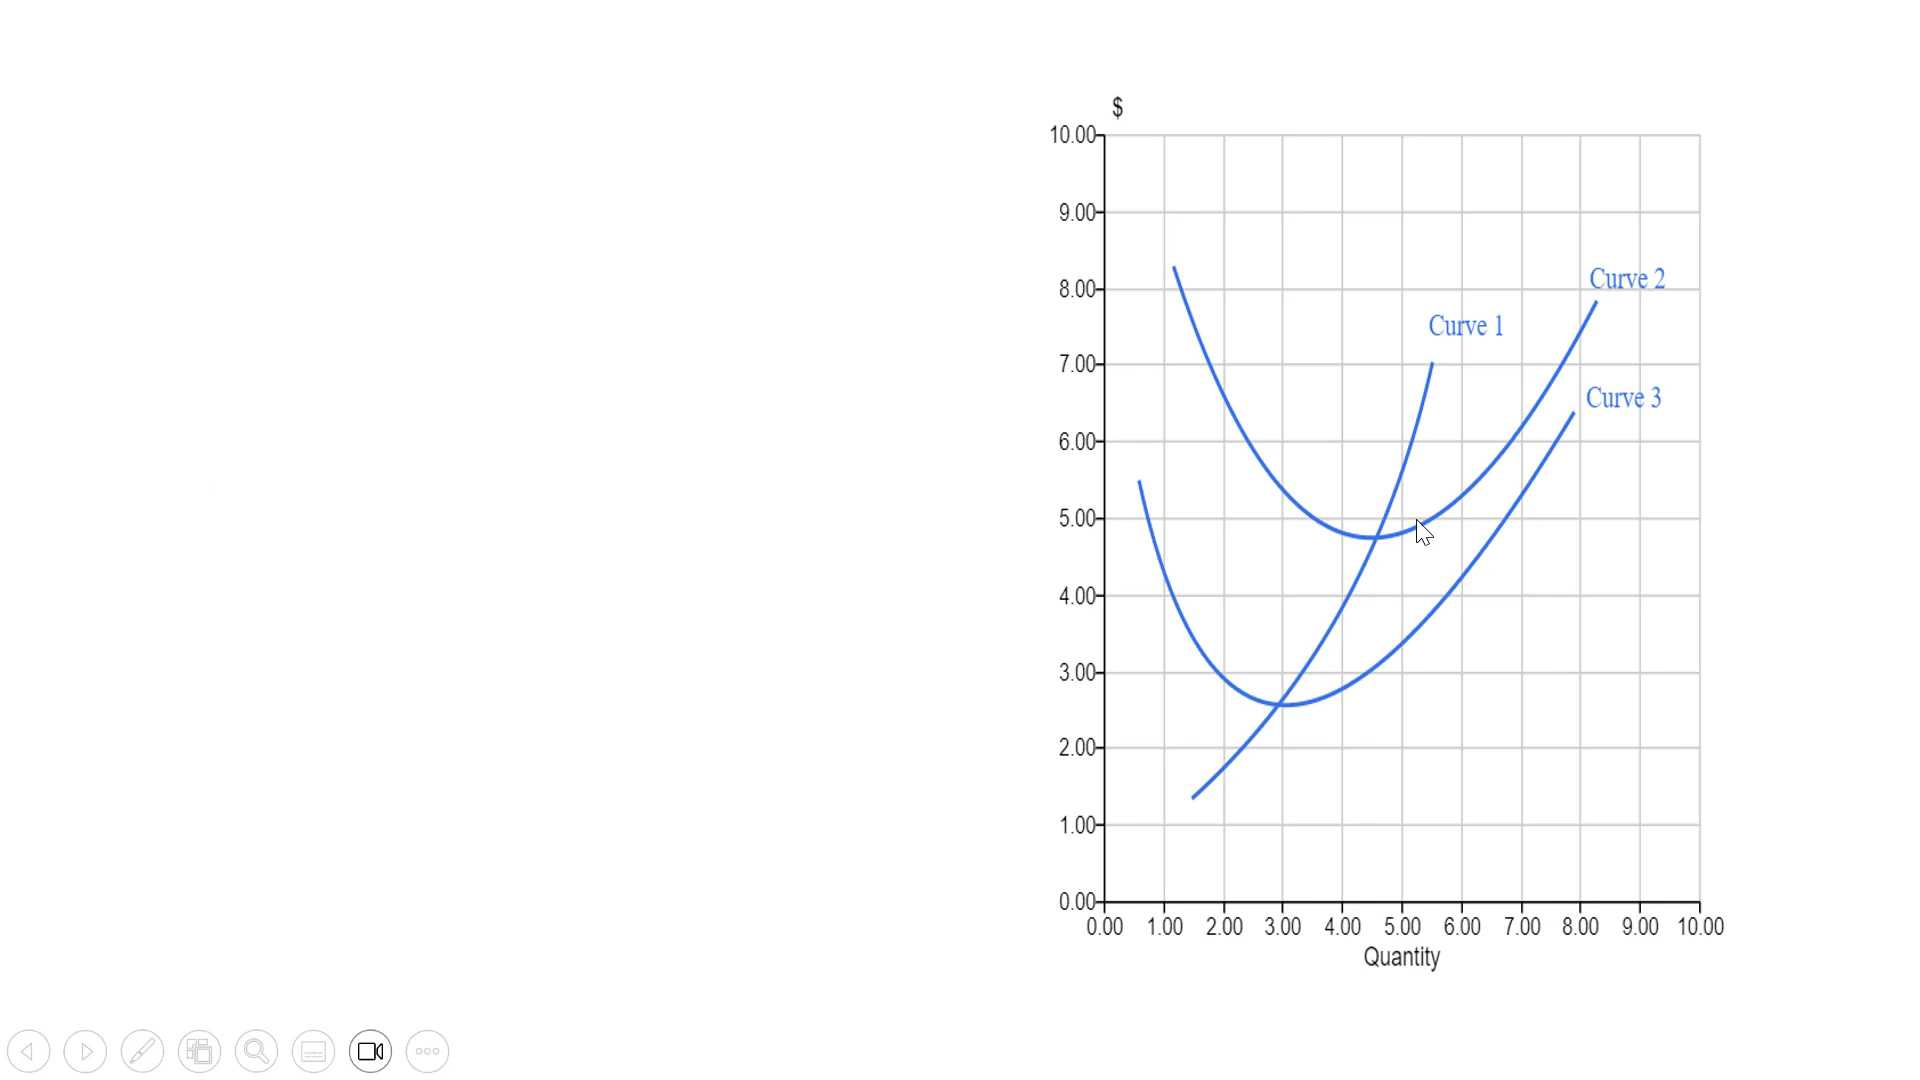 $
10.00
9.00
8.00
7.00
6.00
5.00
4.00
3.00
2.00
1.00
0.00
Curve 2
Curve 1
Curve 3
0.00 1.00 2.00 3.00 4.00 5.00 6.00 7.00 8.00 9.00 10.00
Quantity